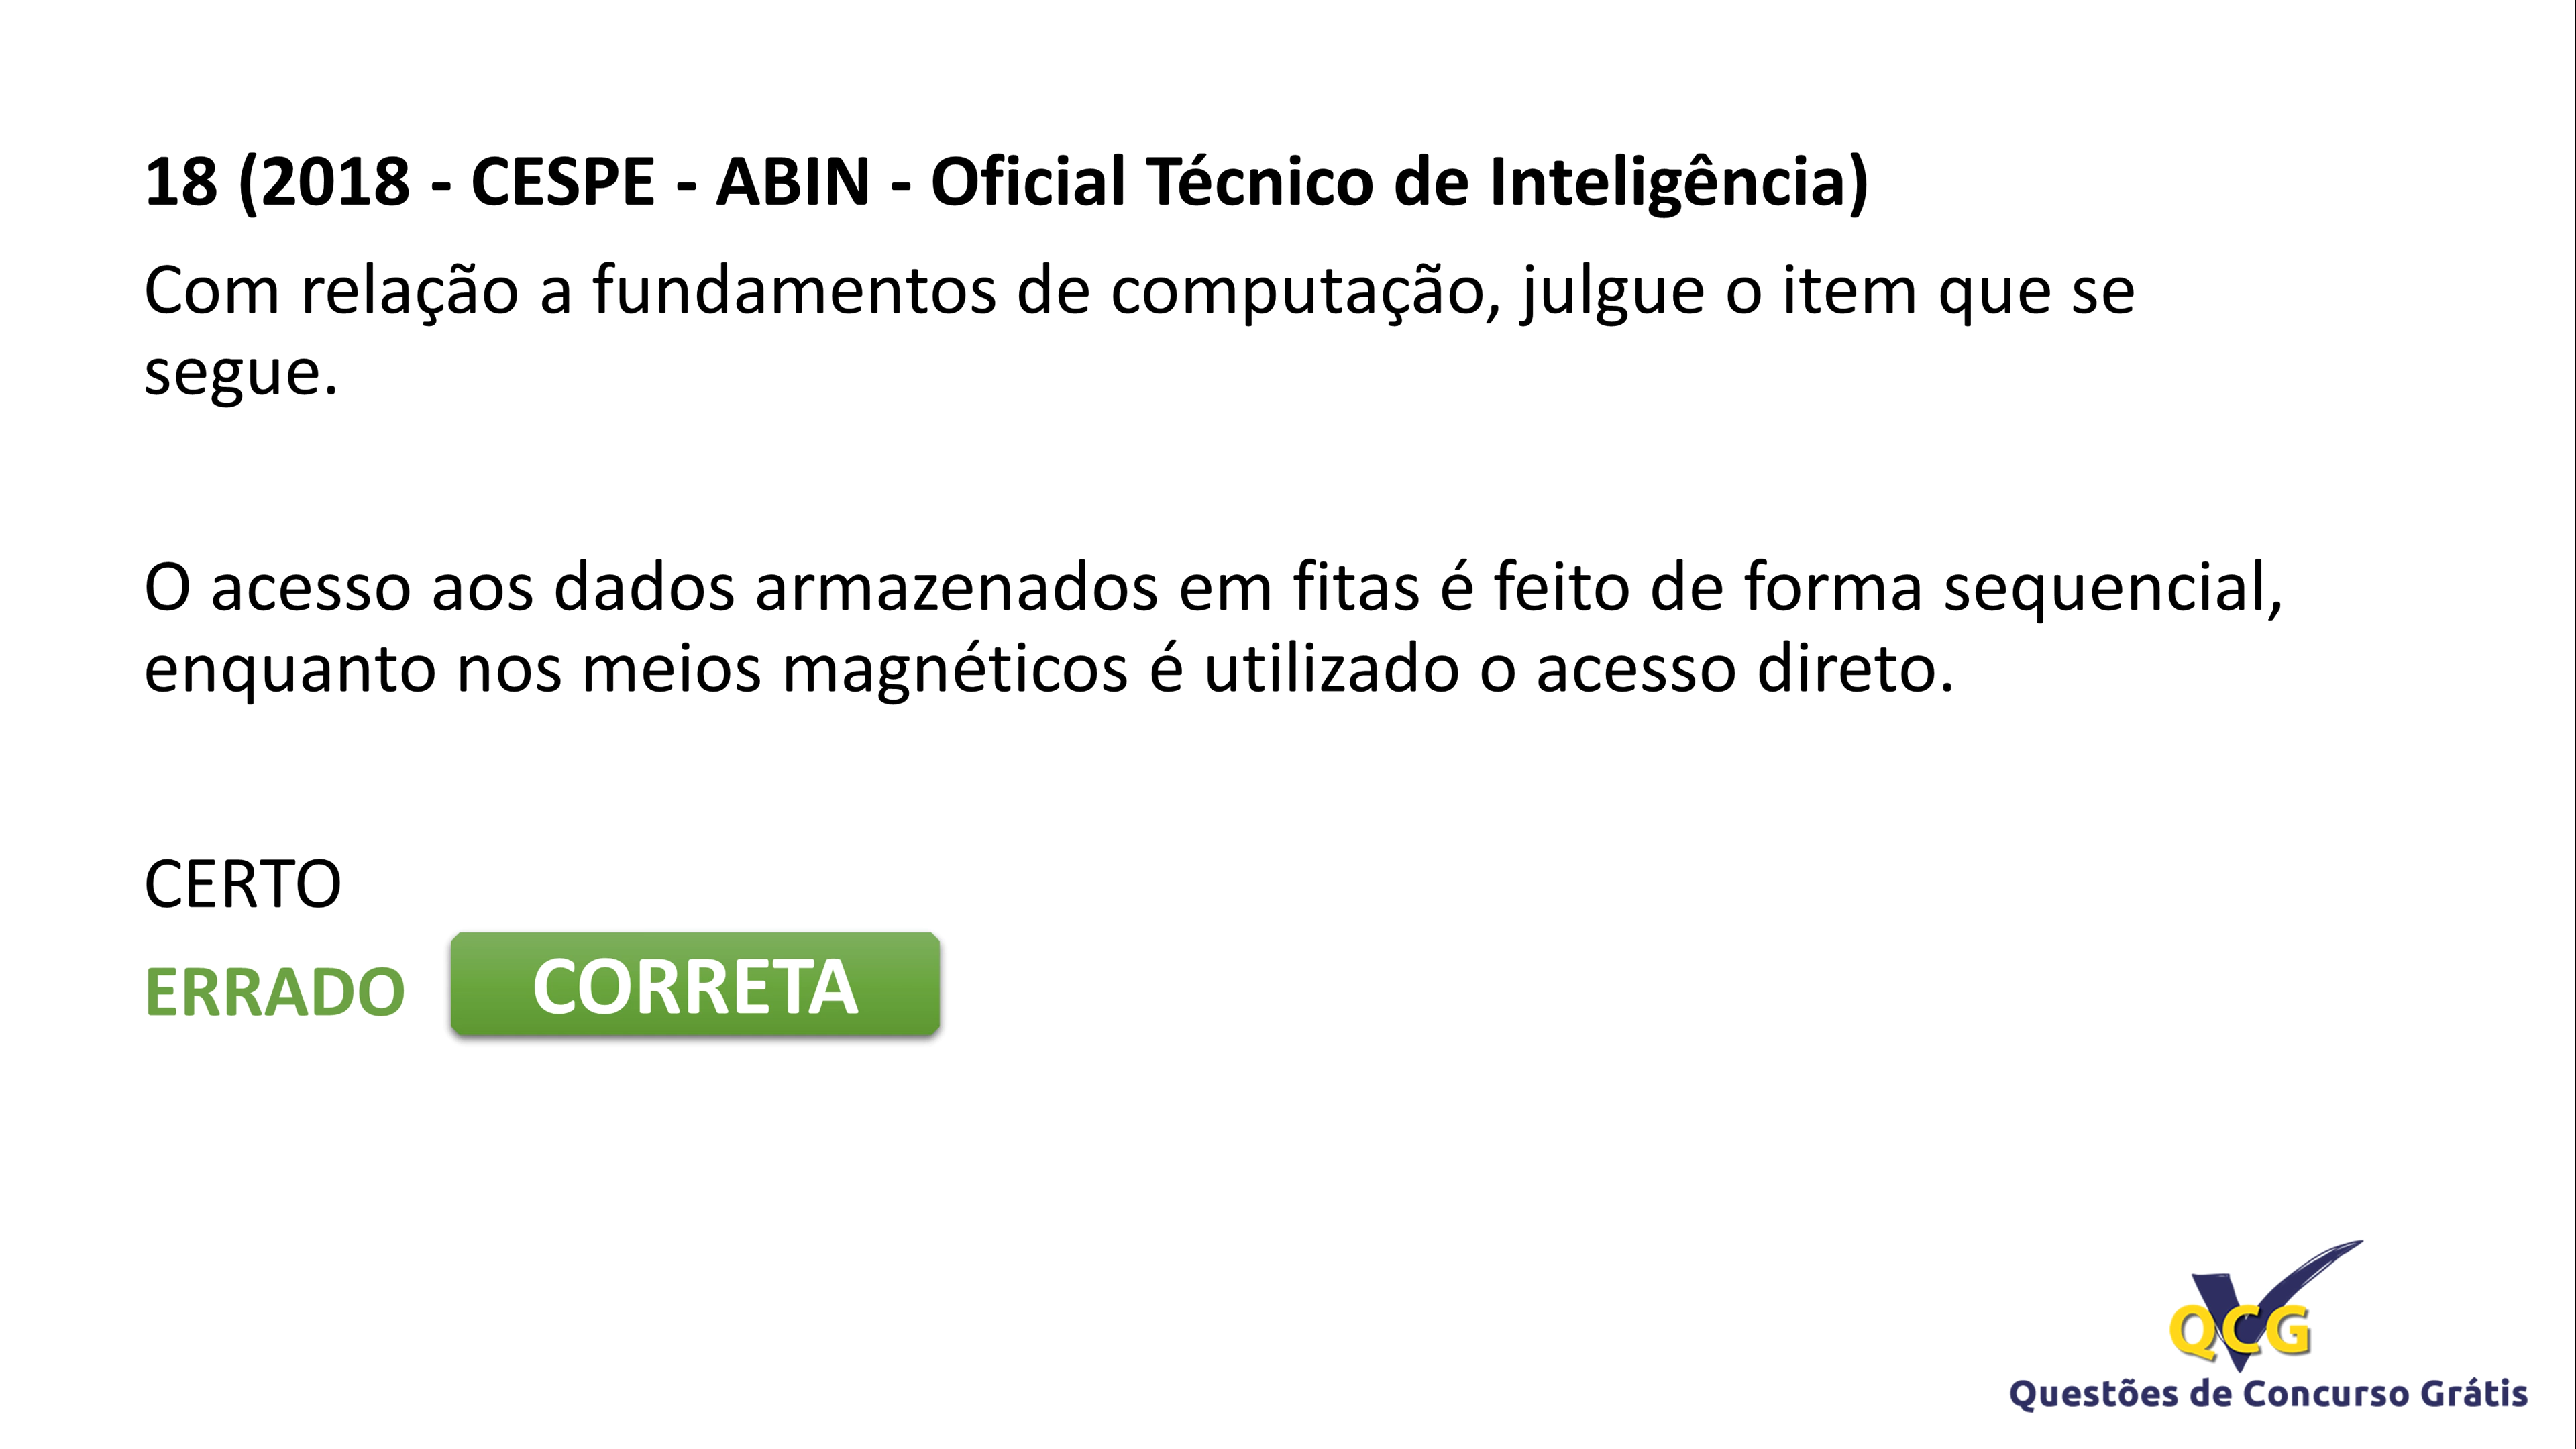 18 (2018 - CESPE - ABIN - Oficial Técnico de Inteligência)
Com relação a fundamentos de computação, julgue o item que se
segue.
O acesso aos dados armazenados em fitas é feito de forma sequencial,
enquanto nos meios magnéticos é utilizado o acesso direto.
CERTO
ERRADO CORRETA
QCG
Questões de Concurso Grátis